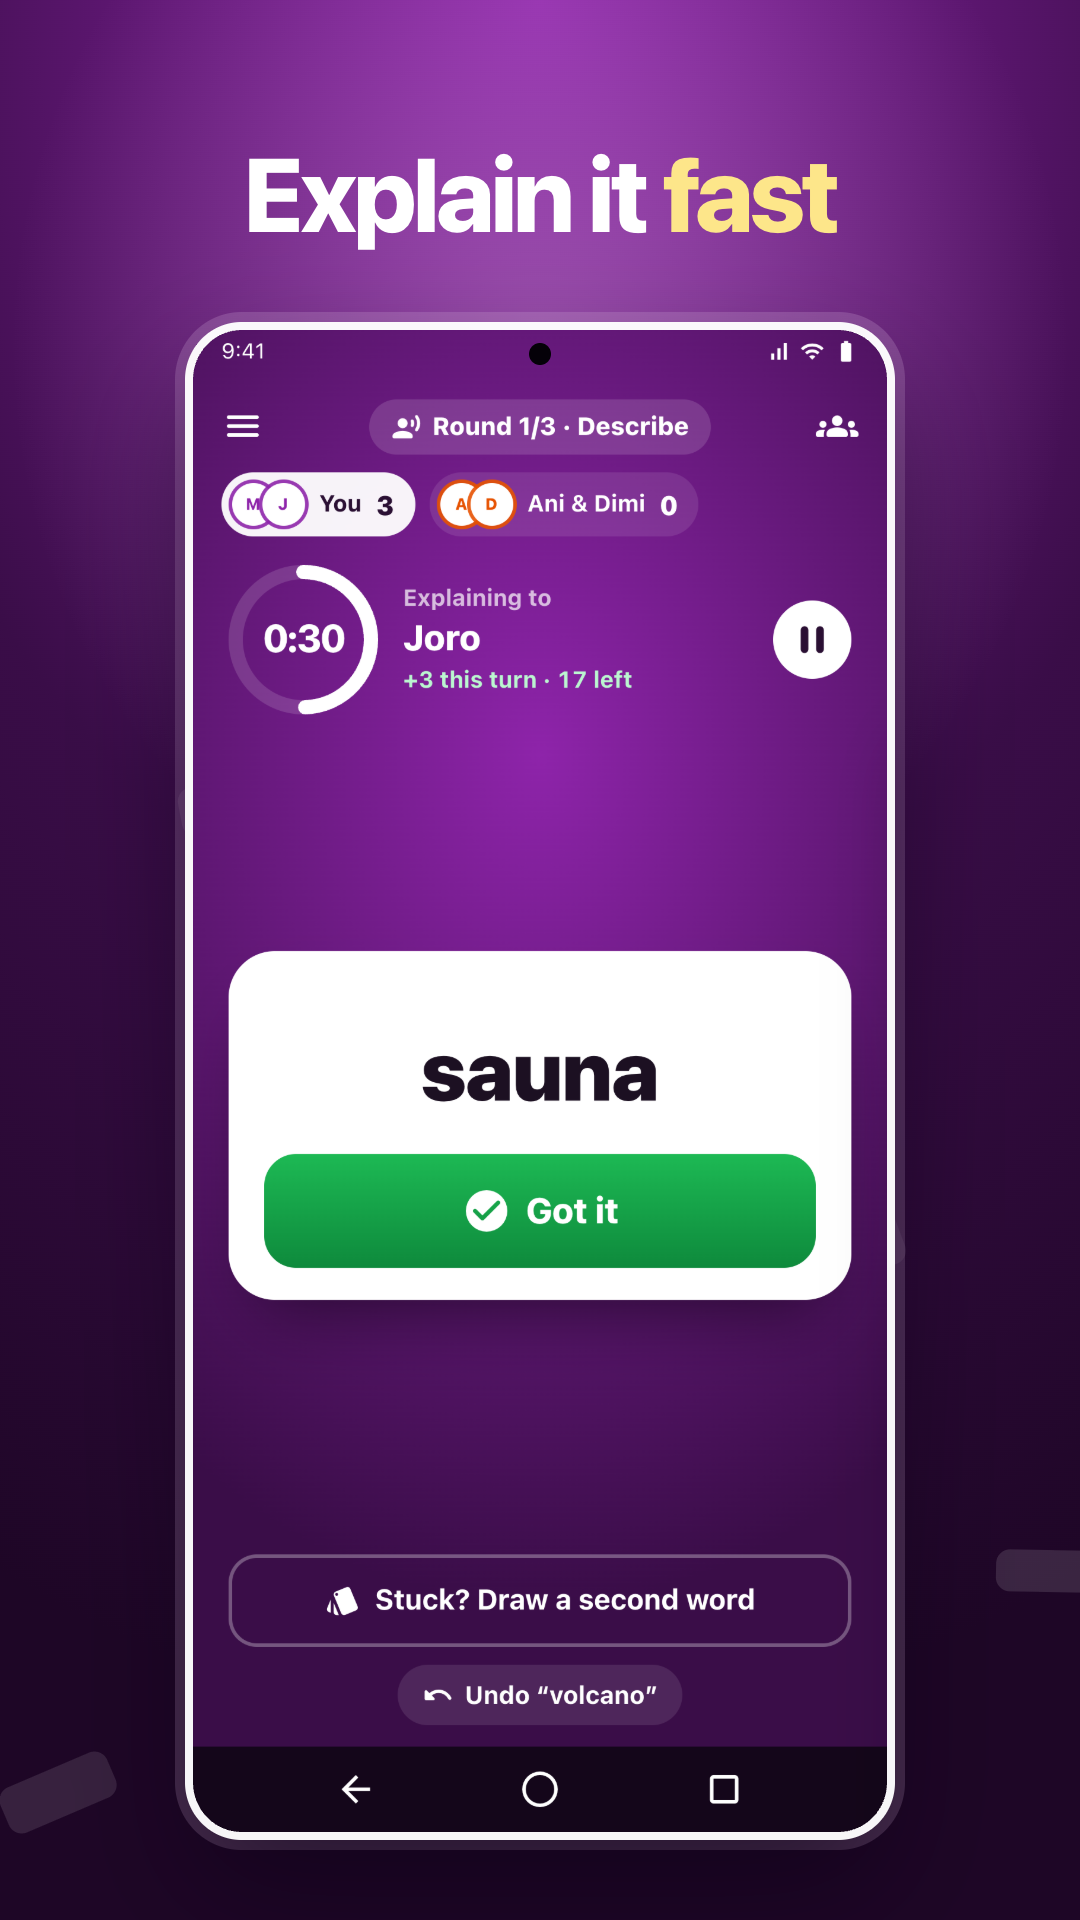 Explain it fast
9:41
Round 1/3 · Describe
M J You 3
A D Ani & Dimi 0
0:30
Explaining to
Joro
+3 this turn · 17 left
sauna
Got it
Stuck? Draw a second word
Undo “volcano”